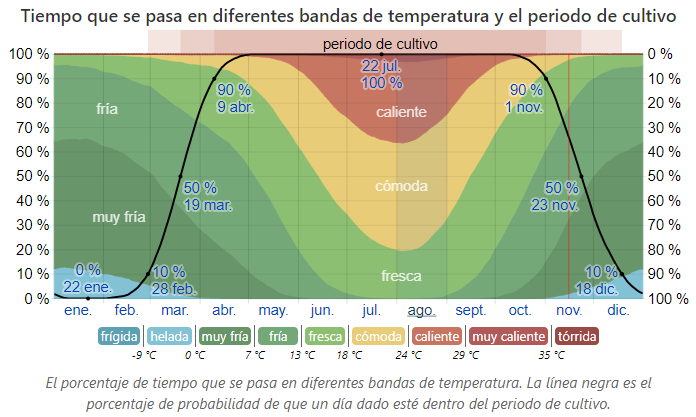 Tiempo que se pasa en diferentes bandas de temperatura y el periodo de cultivo
periodo de cultivo
100 %
90 %
80 %
70 %
60 %
50 %
40 %
30 %
20 %
10 %
0 %
0 %
10 %
20 %
30 %
40 %
50 %
60 %
70 %
80 %
90 %
100 %
22 jul.
100 %
90 %
9 abr.
90 %
1 nov.
fría
caliente
50 %
19 mar.
cómoda
50 %
23 nov.
muy fría
0 %
22 ene.
10 %
28 feb.
fresca
10 %
18 dic.
ene. feb. mar. abr. may. jun. jul. ago. sept. oct. nov. dic.
frígida helada muy fría fría fresca cómoda caliente muy caliente tórrida
-9 °C 0 °C 7 °C 13 °C 18 °C 24 °C 29 °C 35 °C
El porcentaje de tiempo que se pasa en diferentes bandas de temperatura. La línea negra es el
porcentaje de probabilidad de que un día dado esté dentro del periodo de cultivo.